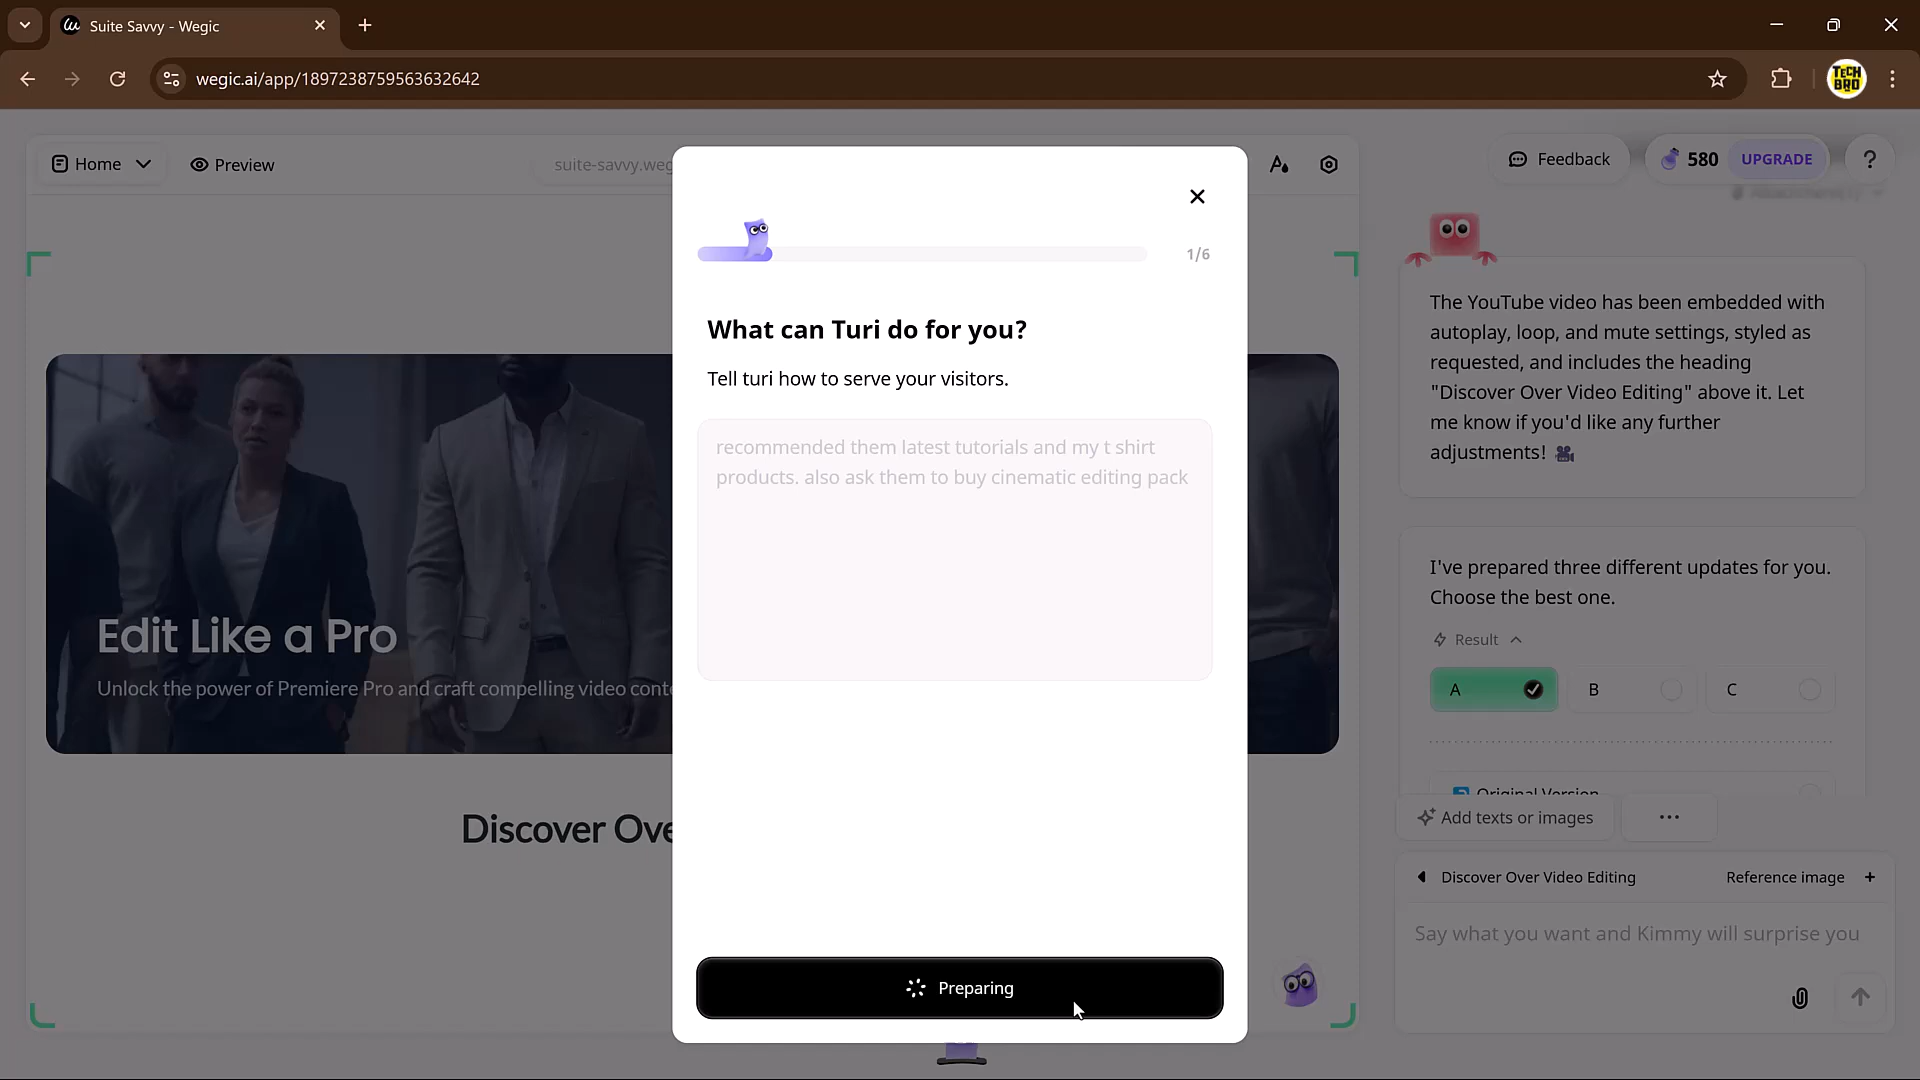 Suite Savvy - Wegic
wegic.ai/app/1897238759563632642
TECH
BRO
Home
Preview
suite-savvy.weg
Feedback
580
UPGRADE
?
1/6
What can Turi do for you?
Tell turi how to serve your visitors.
recommended them latest tutorials and my t shirt
products. also ask them to buy cinematic editing pack
Preparing
Edit Like a Pro
Unlock the power of Premiere Pro and craft compelling video conte
Discover Ove
The YouTube video has been embedded with
autoplay, loop, and mute settings, styled as
requested, and includes the heading
"Discover Over Video Editing" above it. Let
me know if you'd like any further
adjustments!
I've prepared three different updates for you.
Choose the best one.
Result
A
B
C
Original Version
Add texts or images
Discover Over Video Editing
Reference image +
Say what you want and Kimmy will surprise you